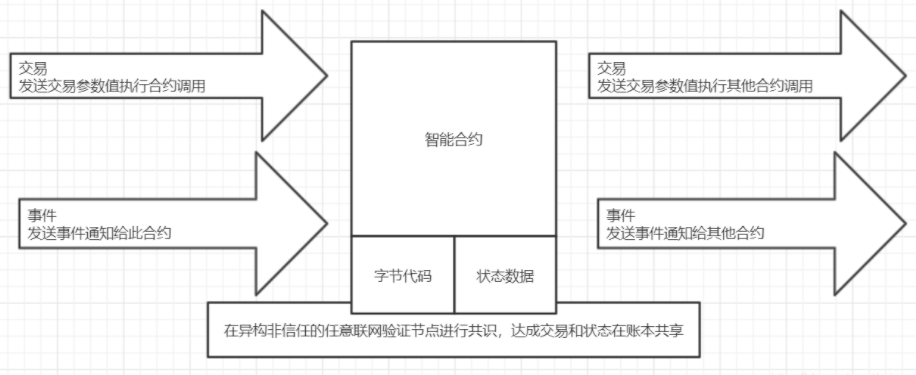 交易
发送交易参数值执行合约调用
交易
发送交易参数值执行其他合约调用
智能合约
事件
发送事件通知给此合约
事件
发送事件通知给其他合约
字节代码
状态数据
在异构非信任的任意联网验证节点进行共识，达成交易和状态在账本共享